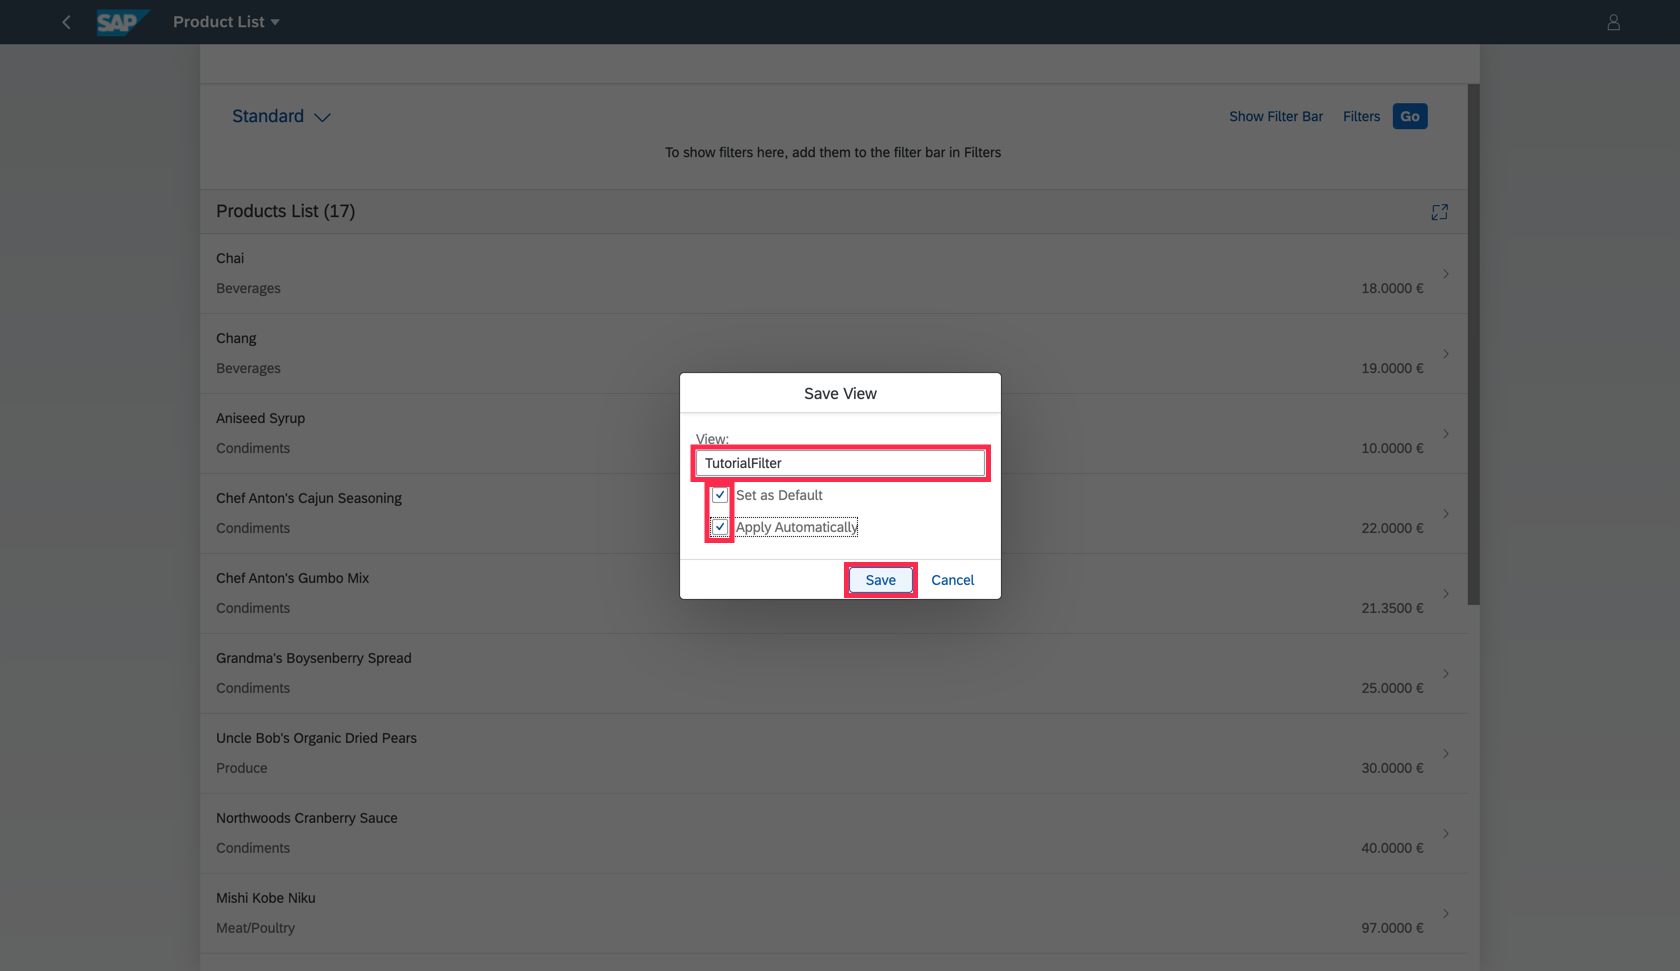 SAP Product List
Standard
Show Filter Bar Filters Go
To show filters here, add them to the filter bar in Filters
Products List (17)
Chai
Beverages
18.0000 €
Chang
Beverages
19.0000 €
Aniseed Syrup
Condiments
10.0000 €
Chef Anton's Cajun Seasoning
Condiments
22.0000 €
Chef Anton's Gumbo Mix
Condiments
21.3500 €
Grandma's Boysenberry Spread
Condiments
25.0000 €
Uncle Bob's Organic Dried Pears
Produce
30.0000 €
Northwoods Cranberry Sauce
Condiments
40.0000 €
Mishi Kobe Niku
Meat/Poultry
97.0000 €
Save View
View:
TutorialFilter
Set as Default
Apply Automatically
Save Cancel